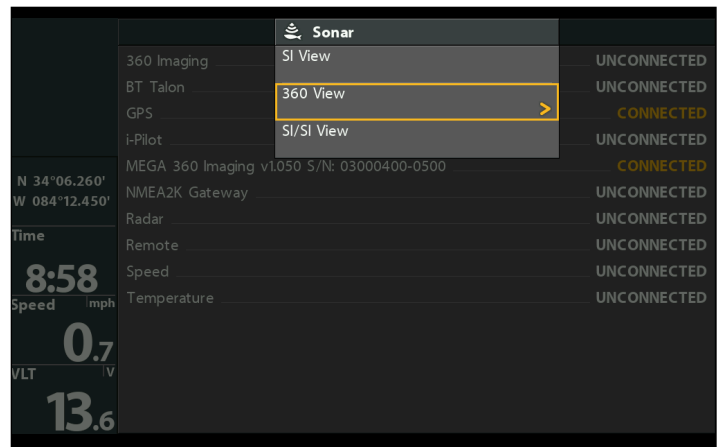 Sonar
SI View
360 View
>
SI/SI View
360 Imaging UNCONNECTED
BT Talon UNCONNECTED
GPS CONNECTED
i-Pilot UNCONNECTED
MEGA 360 Imaging v1.050 S/N: 03000400-0500 CONNECTED
NMEA2K Gateway UNCONNECTED
Radar UNCONNECTED
Remote UNCONNECTED
Speed UNCONNECTED
Temperature UNCONNECTED
N 34°06.260'
W 084°12.450'
Time
8:58
Speed mph
0.7
VLT V
13.6